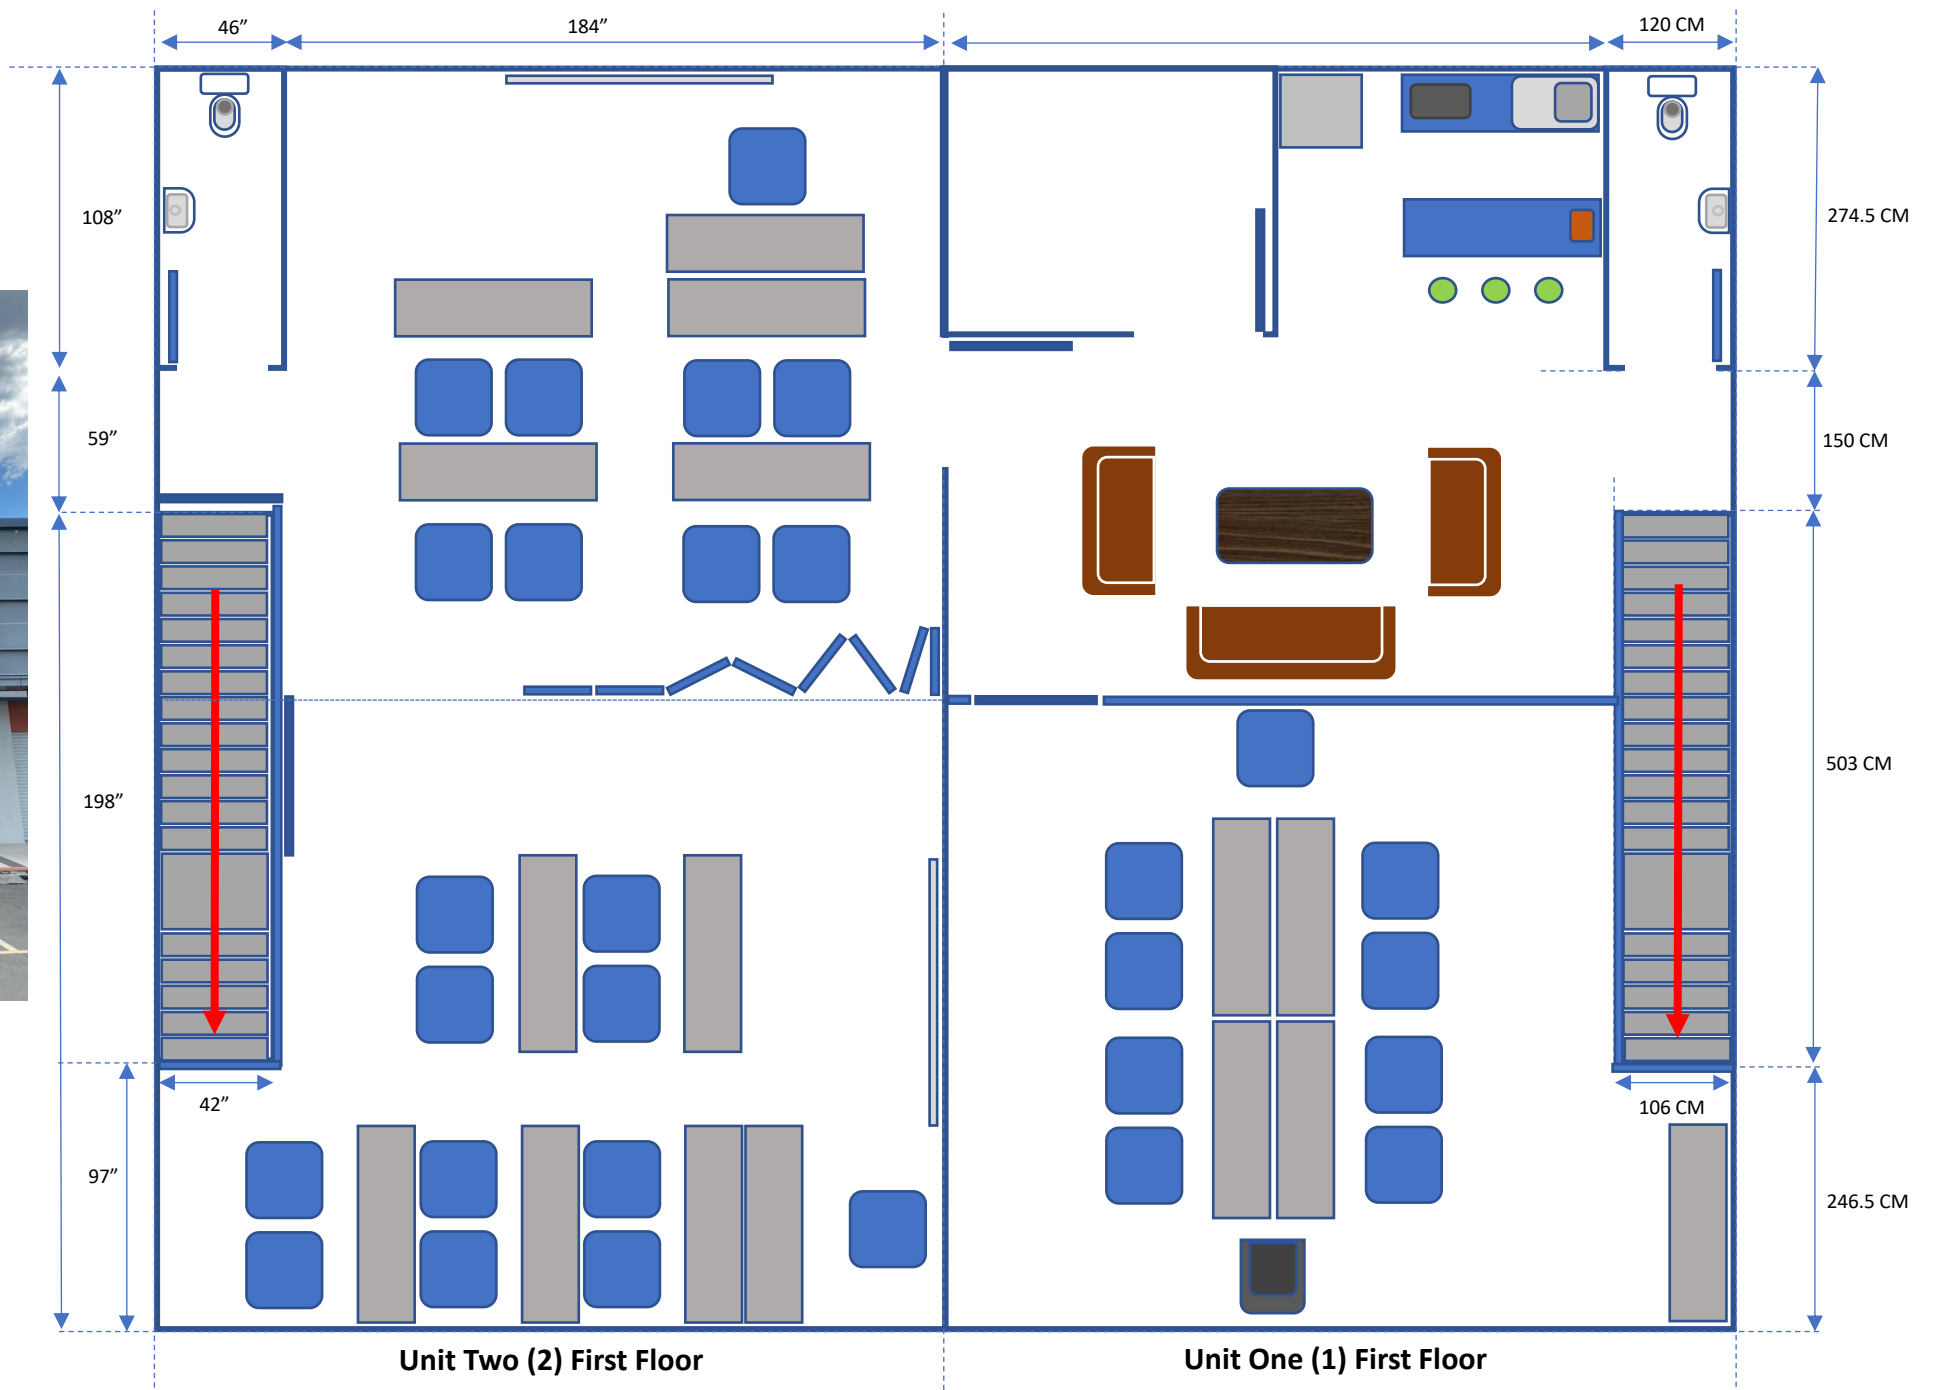 46”
184”
120 CM
108”
274.5 CM
59”
150 CM
198”
503 CM
42”
106 CM
97”
246.5 CM
Unit Two (2) First Floor
Unit One (1) First Floor